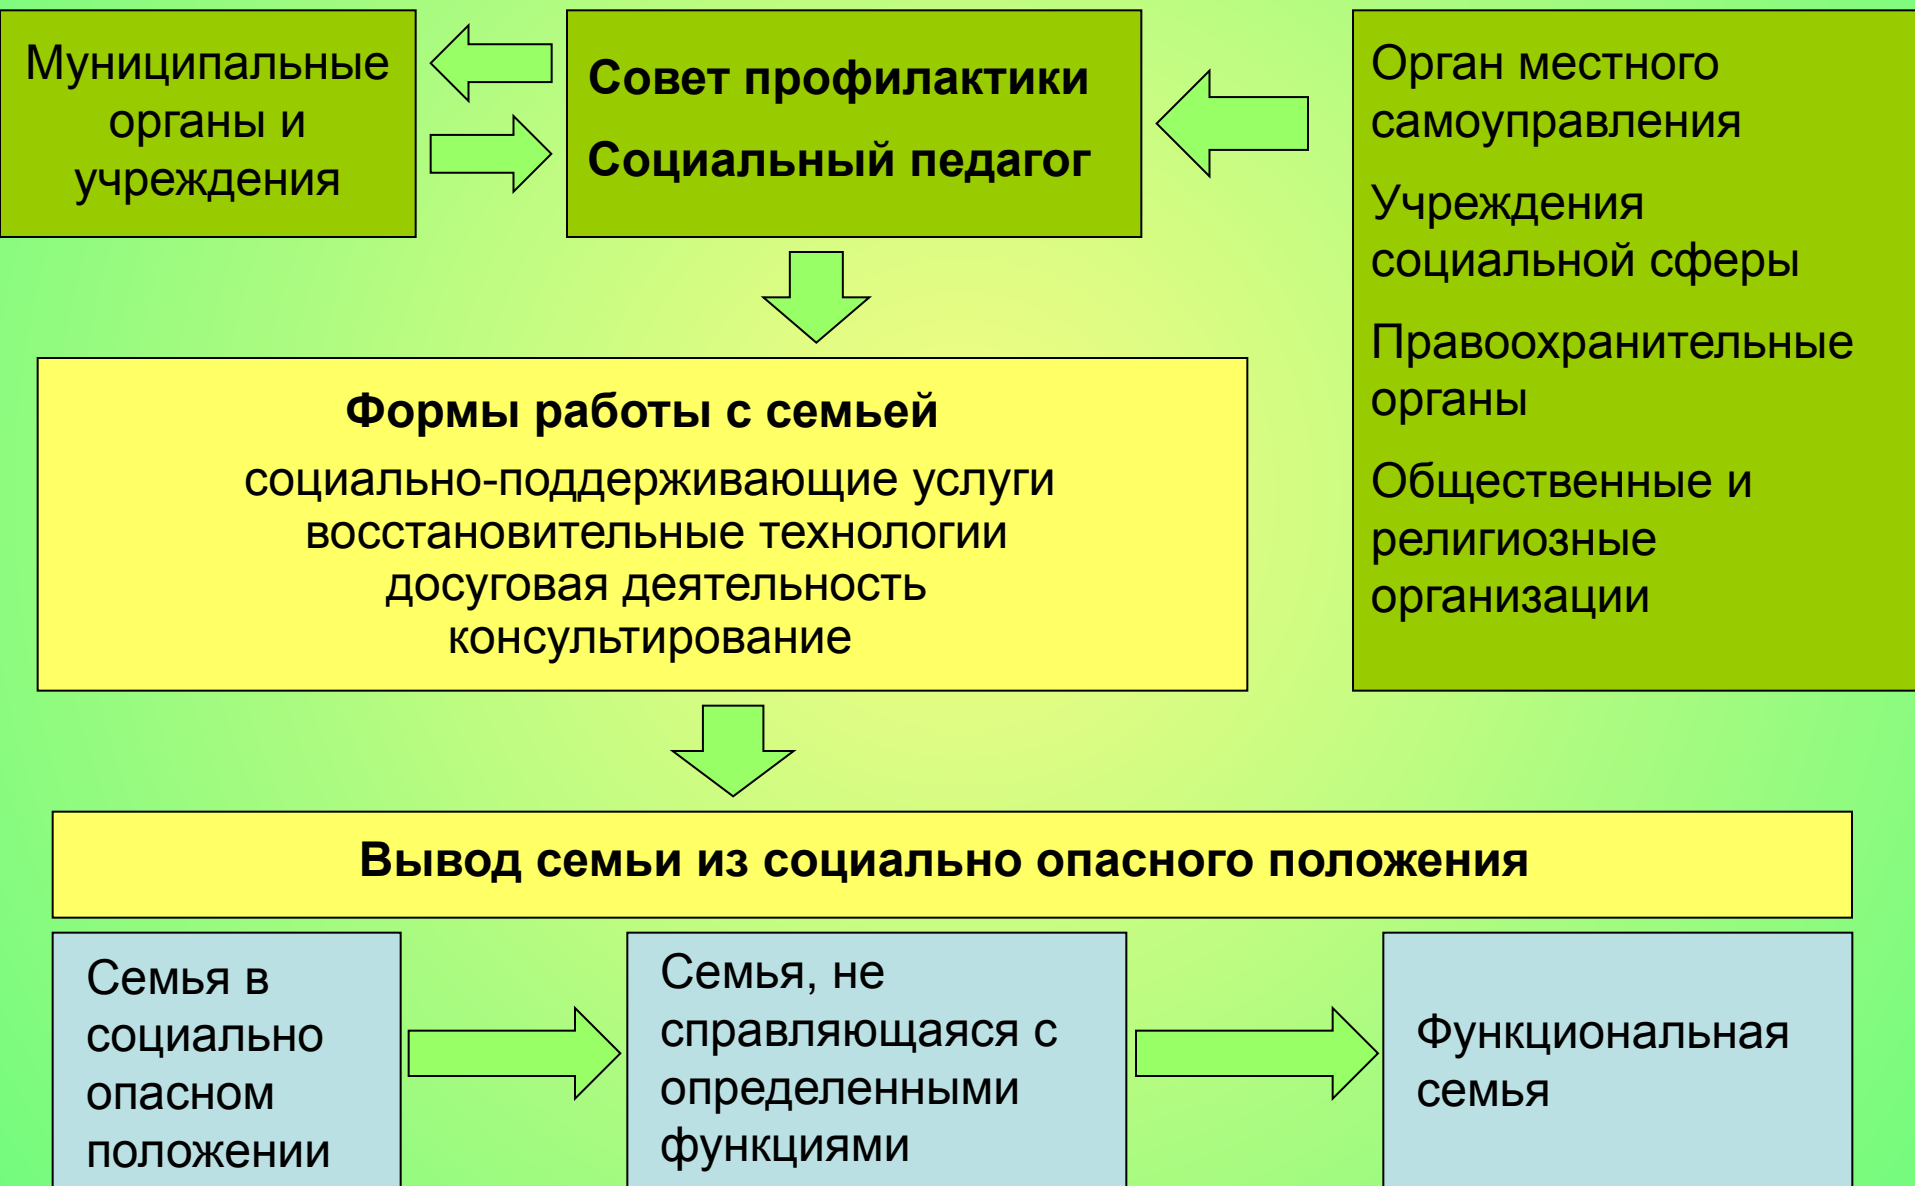 Муниципальные
органы и
учреждения
Совет профилактики
Социальный педагог
Орган местного
самоуправления
Учреждения
социальной сферы
Правоохранительные
органы
Общественные и
религиозные
организации
Формы работы с семьей
социально-поддерживающие услуги
восстановительные технологии
досуговая деятельность
консультирование
Вывод семьи из социально опасного положения
Семья в
социально
опасном
положении
Семья, не
справляющаяся с
определенными
функциями
Функциональная
семья